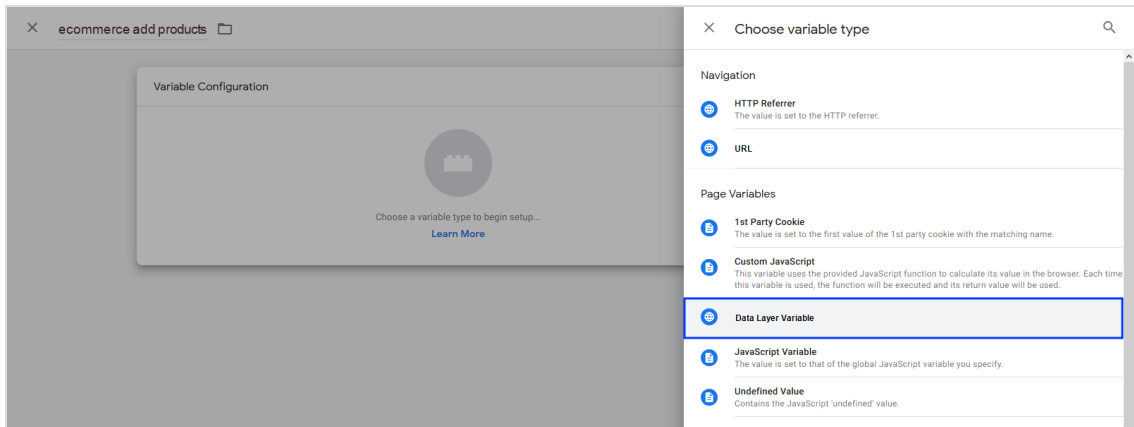 ecommerce add products
Choose variable type
Variable Configuration
Choose a variable type to begin setup...
Learn More
Navigation
HTTP Referrer
The value is set to the HTTP referrer.
URL
Page Variables
1st Party Cookie
The value is set to the first value of the 1st party cookie with the matching name.
Custom JavaScript
This variable uses the provided JavaScript function to calculate its value in the browser. Each time
this variable is used, the function will be executed and its return value will be used.
Data Layer Variable
JavaScript Variable
The value is set to that of the global JavaScript variable you specify.
Undefined Value
Contains the JavaScript 'undefined' value.